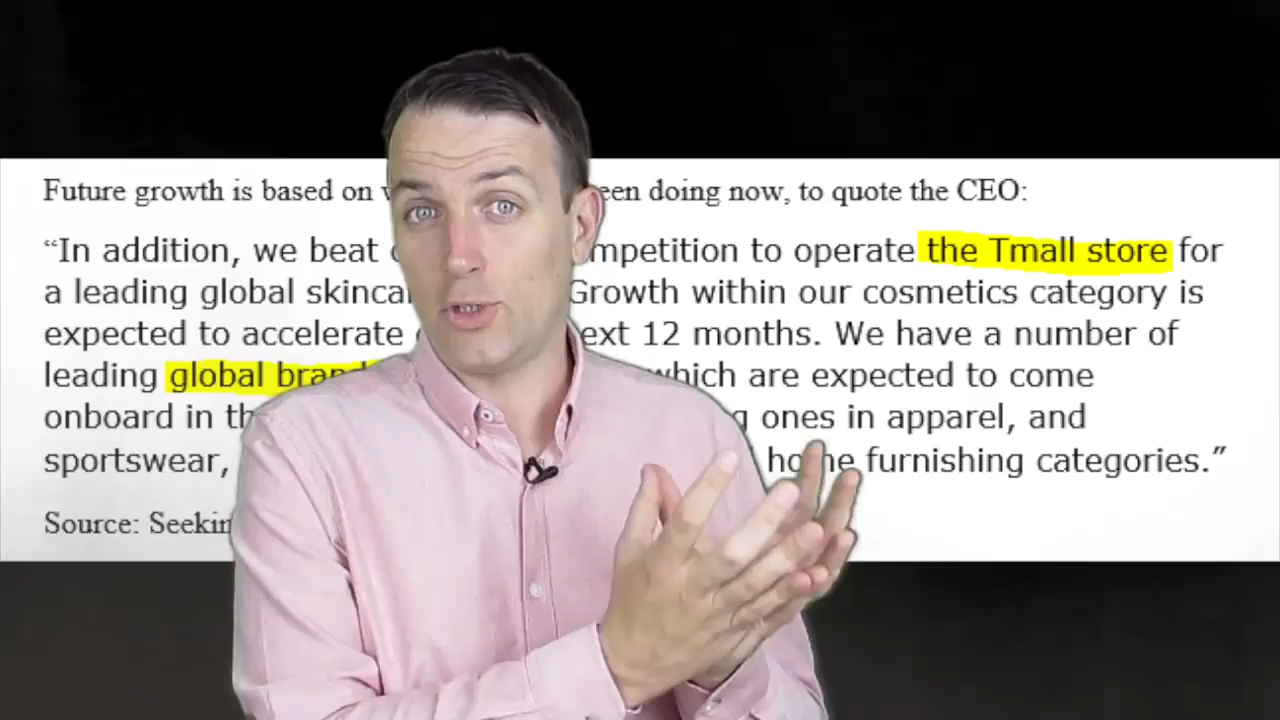 Future growth is based on een doing now, to quote the CEO:
“In addition, we beat mpetition to operate the Tmall store for
a leading global skincar Growth within our cosmetics category is
expected to accelerate ext 12 months. We have a number of
leading global brand which are expected to come
onboard in th g ones in apparel, and
sportswear, home furnishing categories.”
Source: Seekin